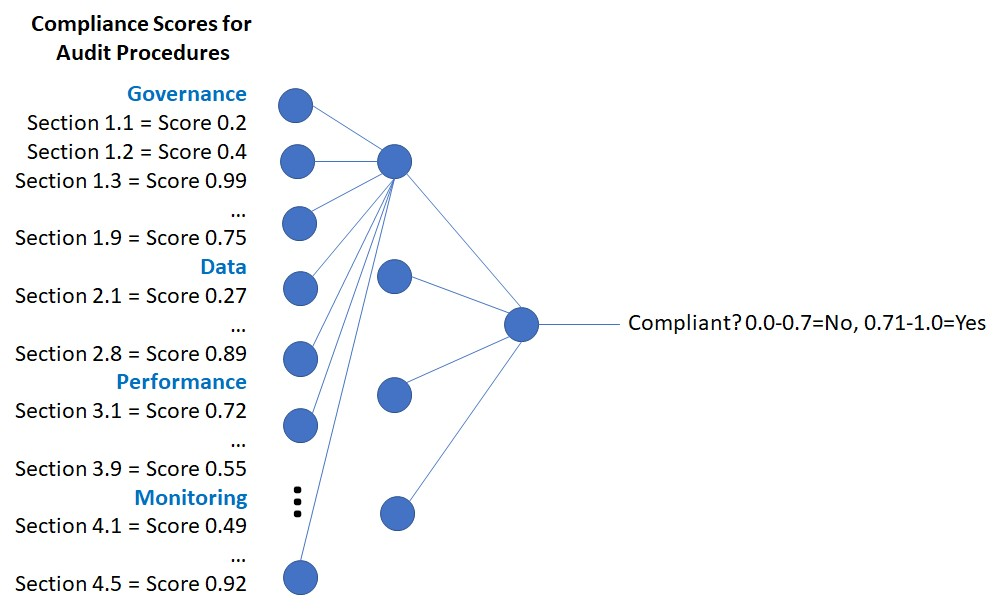 Compliance Scores for
Audit Procedures
Governance
Section 1.1 = Score 0.2
Section 1.2 = Score 0.4
Section 1.3 = Score 0.99
...
Section 1.9 = Score 0.75
Data
Section 2.1 = Score 0.27
...
Section 2.8 = Score 0.89
Performance
Section 3.1 = Score 0.72
...
Section 3.9 = Score 0.55
Monitoring
Section 4.1 = Score 0.49
...
Section 4.5 = Score 0.92
Compliant? 0.0-0.7=No, 0.71-1.0=Yes